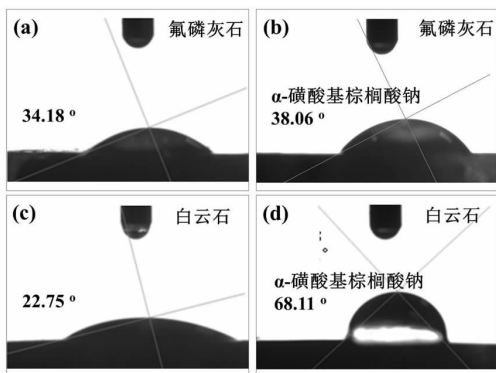 (a)
氟磷灰石
34.18 °
(b)
氟磷灰石
α-磺酸基棕榈酸钠
38.06 °
(c)
白云石
22.75 °
(d)
白云石
α-磺酸基棕榈酸钠
68.11 °